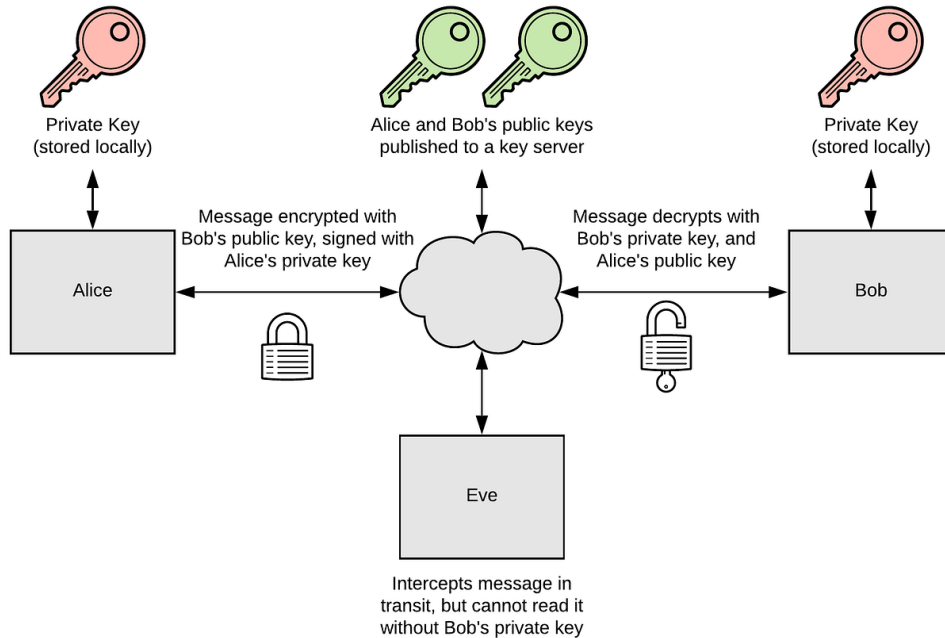 Private Key
(stored locally)
Alice and Bob's public keys
published to a key server
Private Key
(stored locally)
Message encrypted with
Bob's public key, signed with
Alice's private key
Message decrypts with
Bob's private key, and
Alice's public key
Alice
Bob
Eve
Intercepts message in
transit, but cannot read it
without Bob's private key